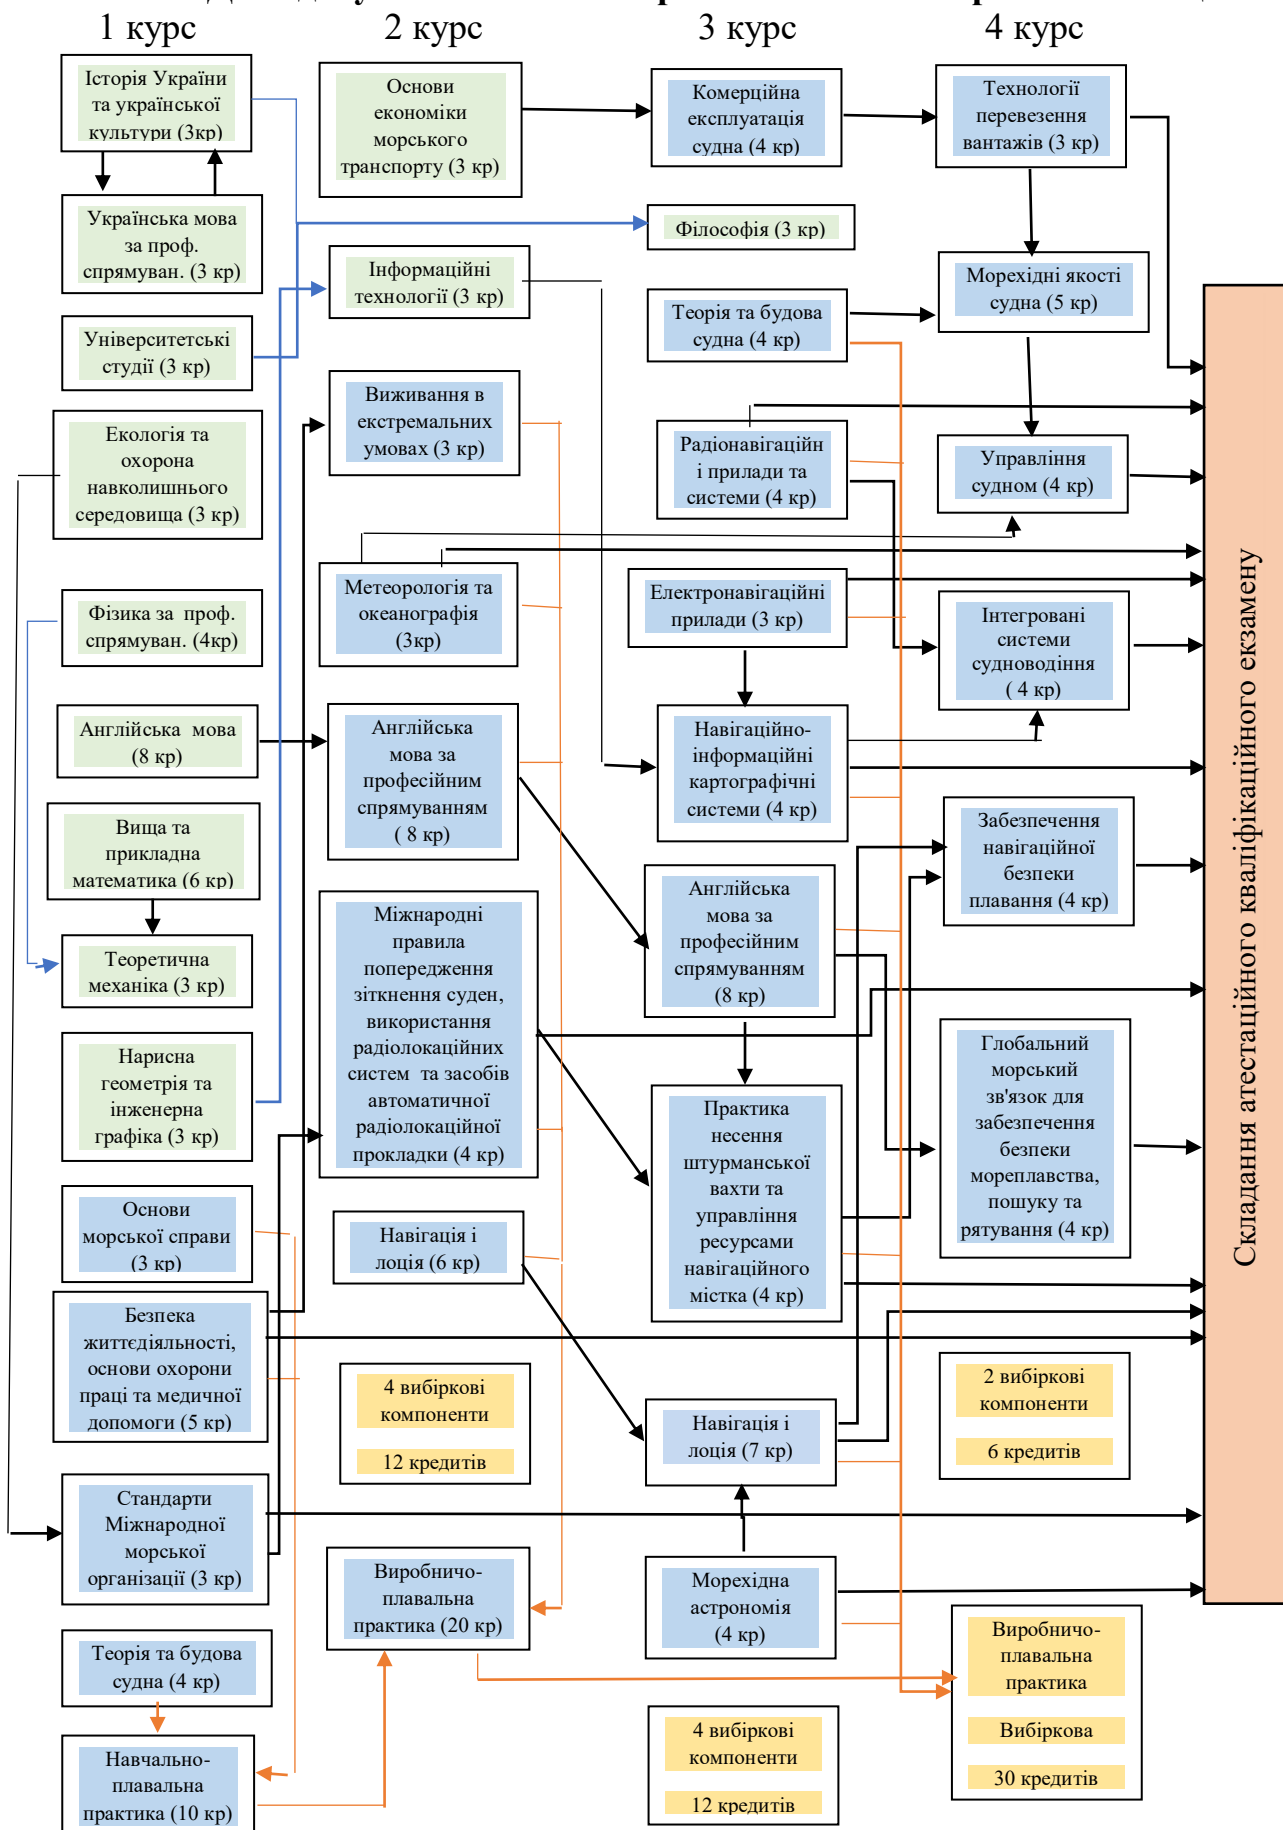 1 курс
2 курс
3 курс
4 курс
Історія України
та української
культури (3кр)
Українська мова
за проф.
спрямуван. (3 кр)
Університетські
студії (3 кр)
Екологія та
охорона
навколишнього
середовища (3 кр)
Фізика за проф.
спрямуван. (4кр)
Англійська мова
(8 кр)
Вища та
прикладна
математика (6 кр)
Теоретична
механіка (3 кр)
Нарисна
геометрія та
інженерна
графіка (3 кр)
Основи
морської справи
(3 кр)
Безпека
життєдіяльності,
основи охорони
праці та медичної
допомоги (5 кр)
Стандарти
Міжнародної
морської
організації (3 кр)
Теорія та будова
судна (4 кр)
Навчально-
плавальна
практика (10 кр)
Основи
економіки
морського
транспорту (3 кр)
Інформаційні
технології (3 кр)
Виживання в
екстремальних
умовах (3 кр)
Метеорологія та
океанографія
(3кр)
Англійська
мова за
професійним
спрямуванням
( 8 кр)
Міжнародні
правила
попередження
зіткнення суден,
використання
радіолокаційних
систем та засобів
автоматичної
радіолокаційної
прокладки (4 кр)
Навігація і
лоція (6 кр)
4 вибіркові
компоненти
12 кредитів
Виробничо-
плавальна
практика (20 кр)
Комерційна
експлуатація
судна (4 кр)
Філософія (3 кр)
Теорія та будова
судна (4 кр)
Радіонавігаційн
і прилади та
системи (4 кр)
Електронавігаційні
прилади (3 кр)
Навігаційно-
інформаційні
картографічні
системи (4 кр)
Англійська
мова за
професійним
спрямуванням
(8 кр)
Практика
несення
штурманської
вахти та
управління
ресурсами
навігаційного
містка (4 кр)
Навігація і
лоція (7 кр)
Морехідна
астрономія
(4 кр)
4 вибіркові
компоненти
12 кредитів
Технології
перевезення
вантажів (3 кр)
Морехідні якості
судна (5 кр)
Управління
судном (4 кр)
Інтегровані
системи
судноводіння
( 4 кр)
Забезпечення
навігаційної
безпеки
плавання (4 кр)
Глобальний
морський
зв'язок для
забезпечення
безпеки
мореплавства,
пошуку та
рятування (4 кр)
2 вибіркові
компоненти
6 кредитів
Виробничо-
плавальна
практика
Вибіркова
30 кредитів
Складання атестаційного кваліфікаційного екзамену